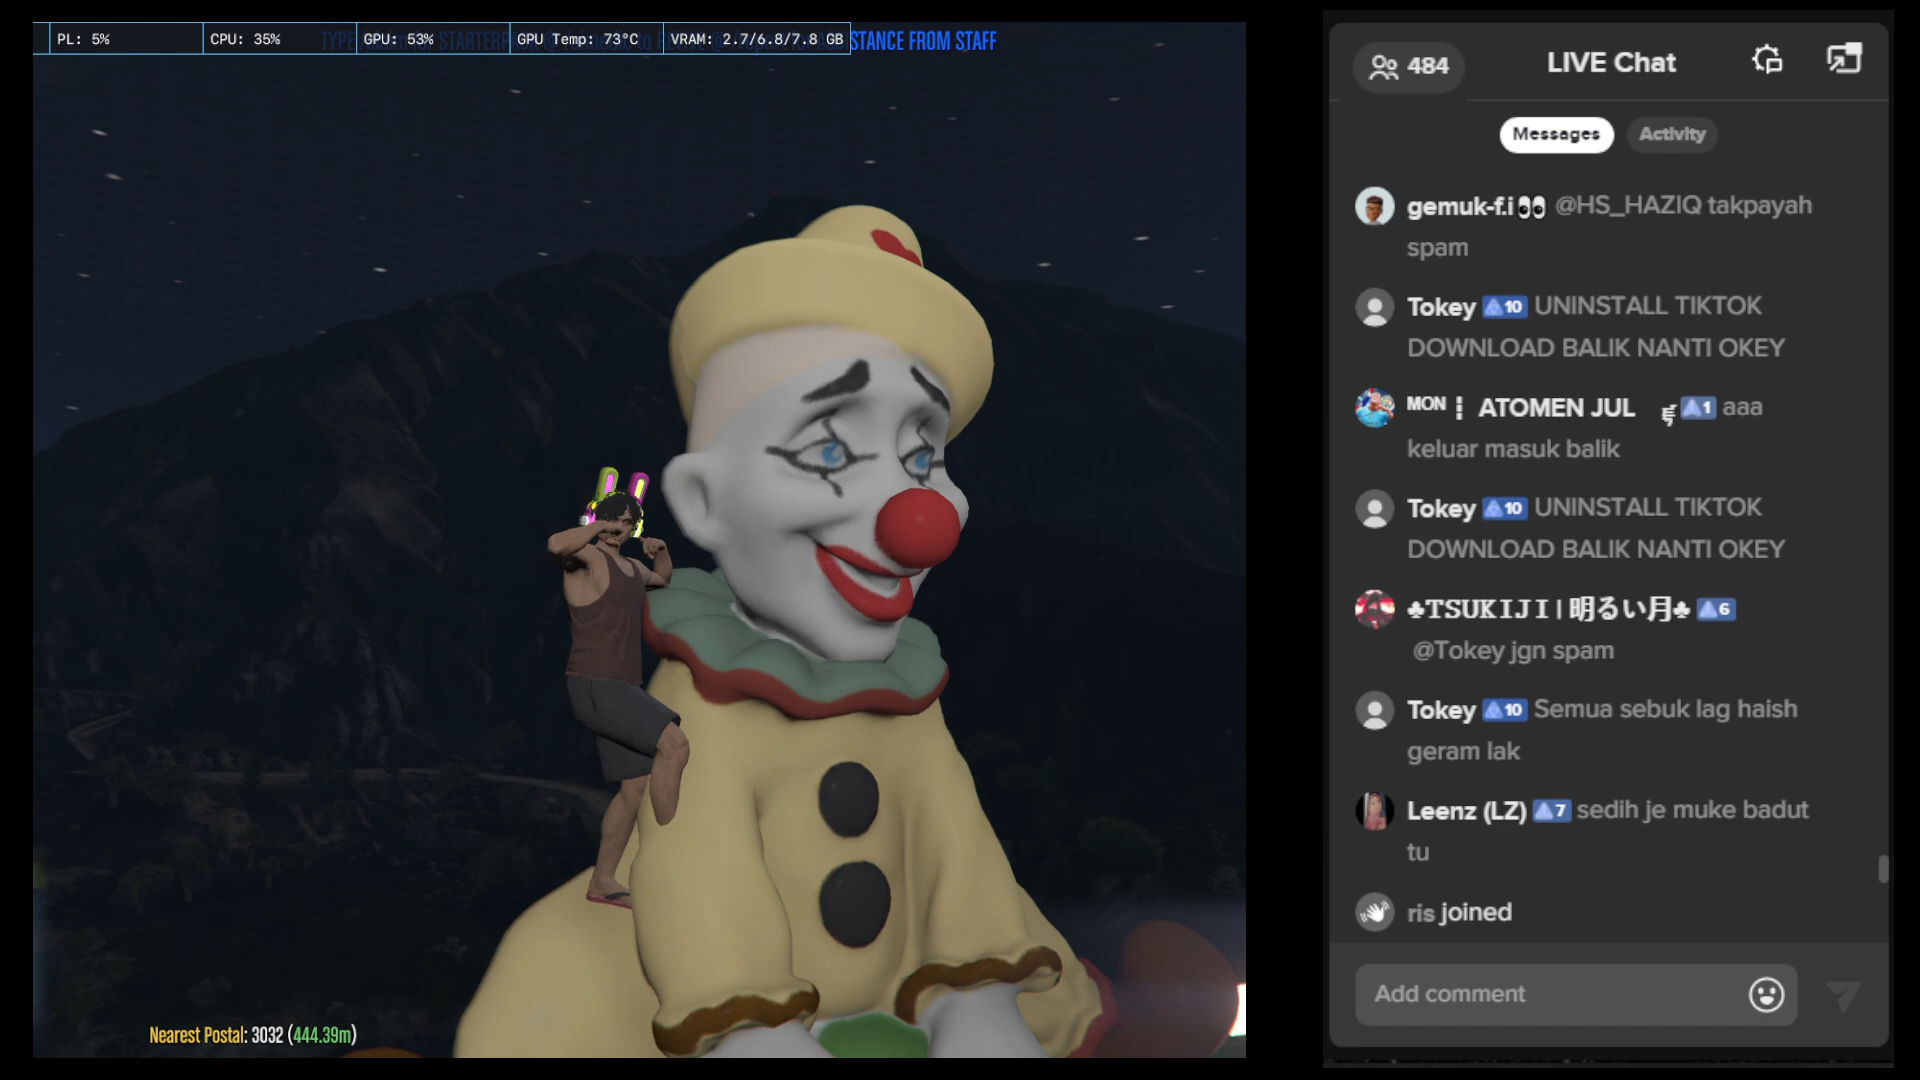 PL: 5% CPU: 35% GPU: 53% GPU Temp: 73°C VRAM: 2.7/6.8/7.8 GB STANCE FROM STAFF
Nearest Postal: 3032 (444.39m)
484 LIVE Chat
Messages Activity
gemuk-f.i👀 @HS_HAZIQ takpayah
spam
Tokey 10 UNINSTALL TIKTOK
DOWNLOAD BALIK NANTI OKEY
ᴹᴼᴺ ¦ ATOMEN JUL 1 aaa
keluar masuk balik
Tokey 10 UNINSTALL TIKTOK
DOWNLOAD BALIK NANTI OKEY
♣TSUKIJI | 明るい月♣ 6
@Tokey jgn spam
Tokey 10 Semua sebuk lag haish
geram lak
Leenz (LZ) 7 sedih je muke badut
tu
ris joined
Add comment